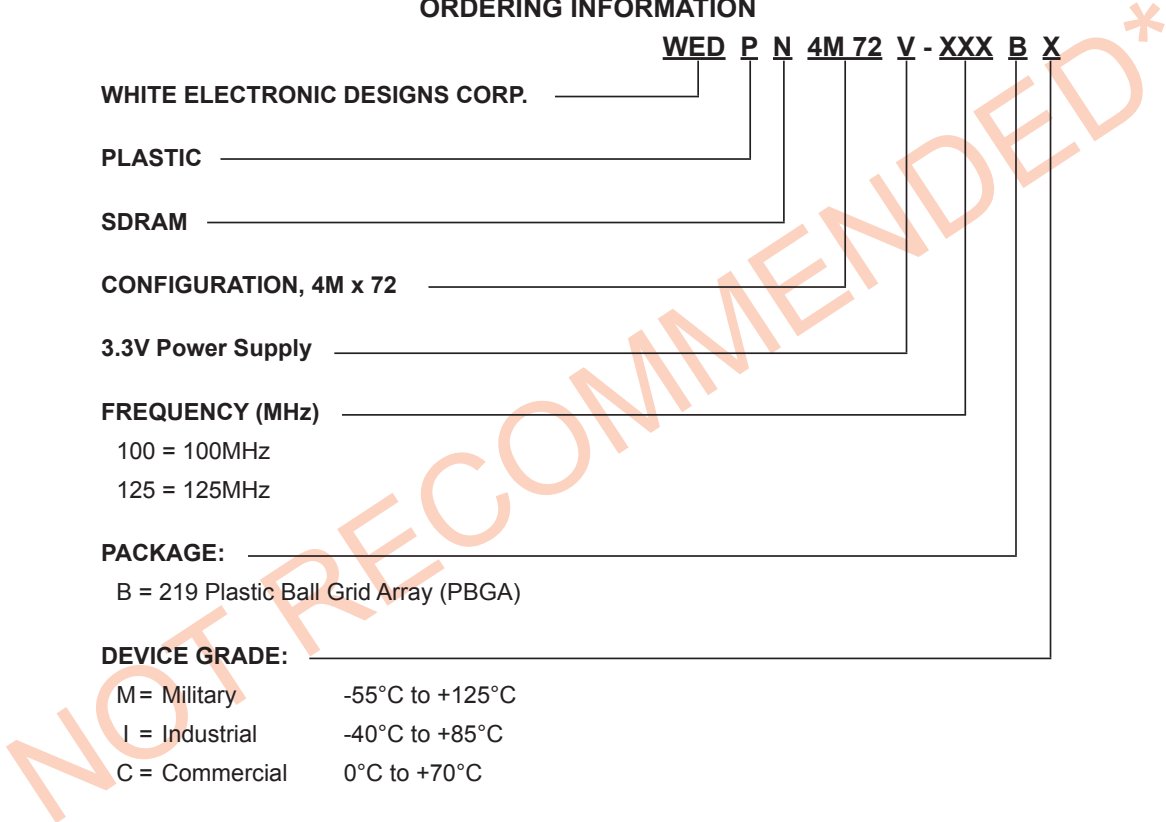 ORDERING INFORMATION
WED P N 4M 72 V - XXX B X
WHITE ELECTRONIC DESIGNS CORP.
PLASTIC
SDRAM
CONFIGURATION, 4M x 72
3.3V Power Supply
FREQUENCY (MHz)
100 = 100MHz
125 = 125MHz
PACKAGE:
B = 219 Plastic Ball Grid Array (PBGA)
DEVICE GRADE:
M = Military -55°C to +125°C
I = Industrial -40°C to +85°C
C = Commercial 0°C to +70°C
NOT RECOMMENDED*